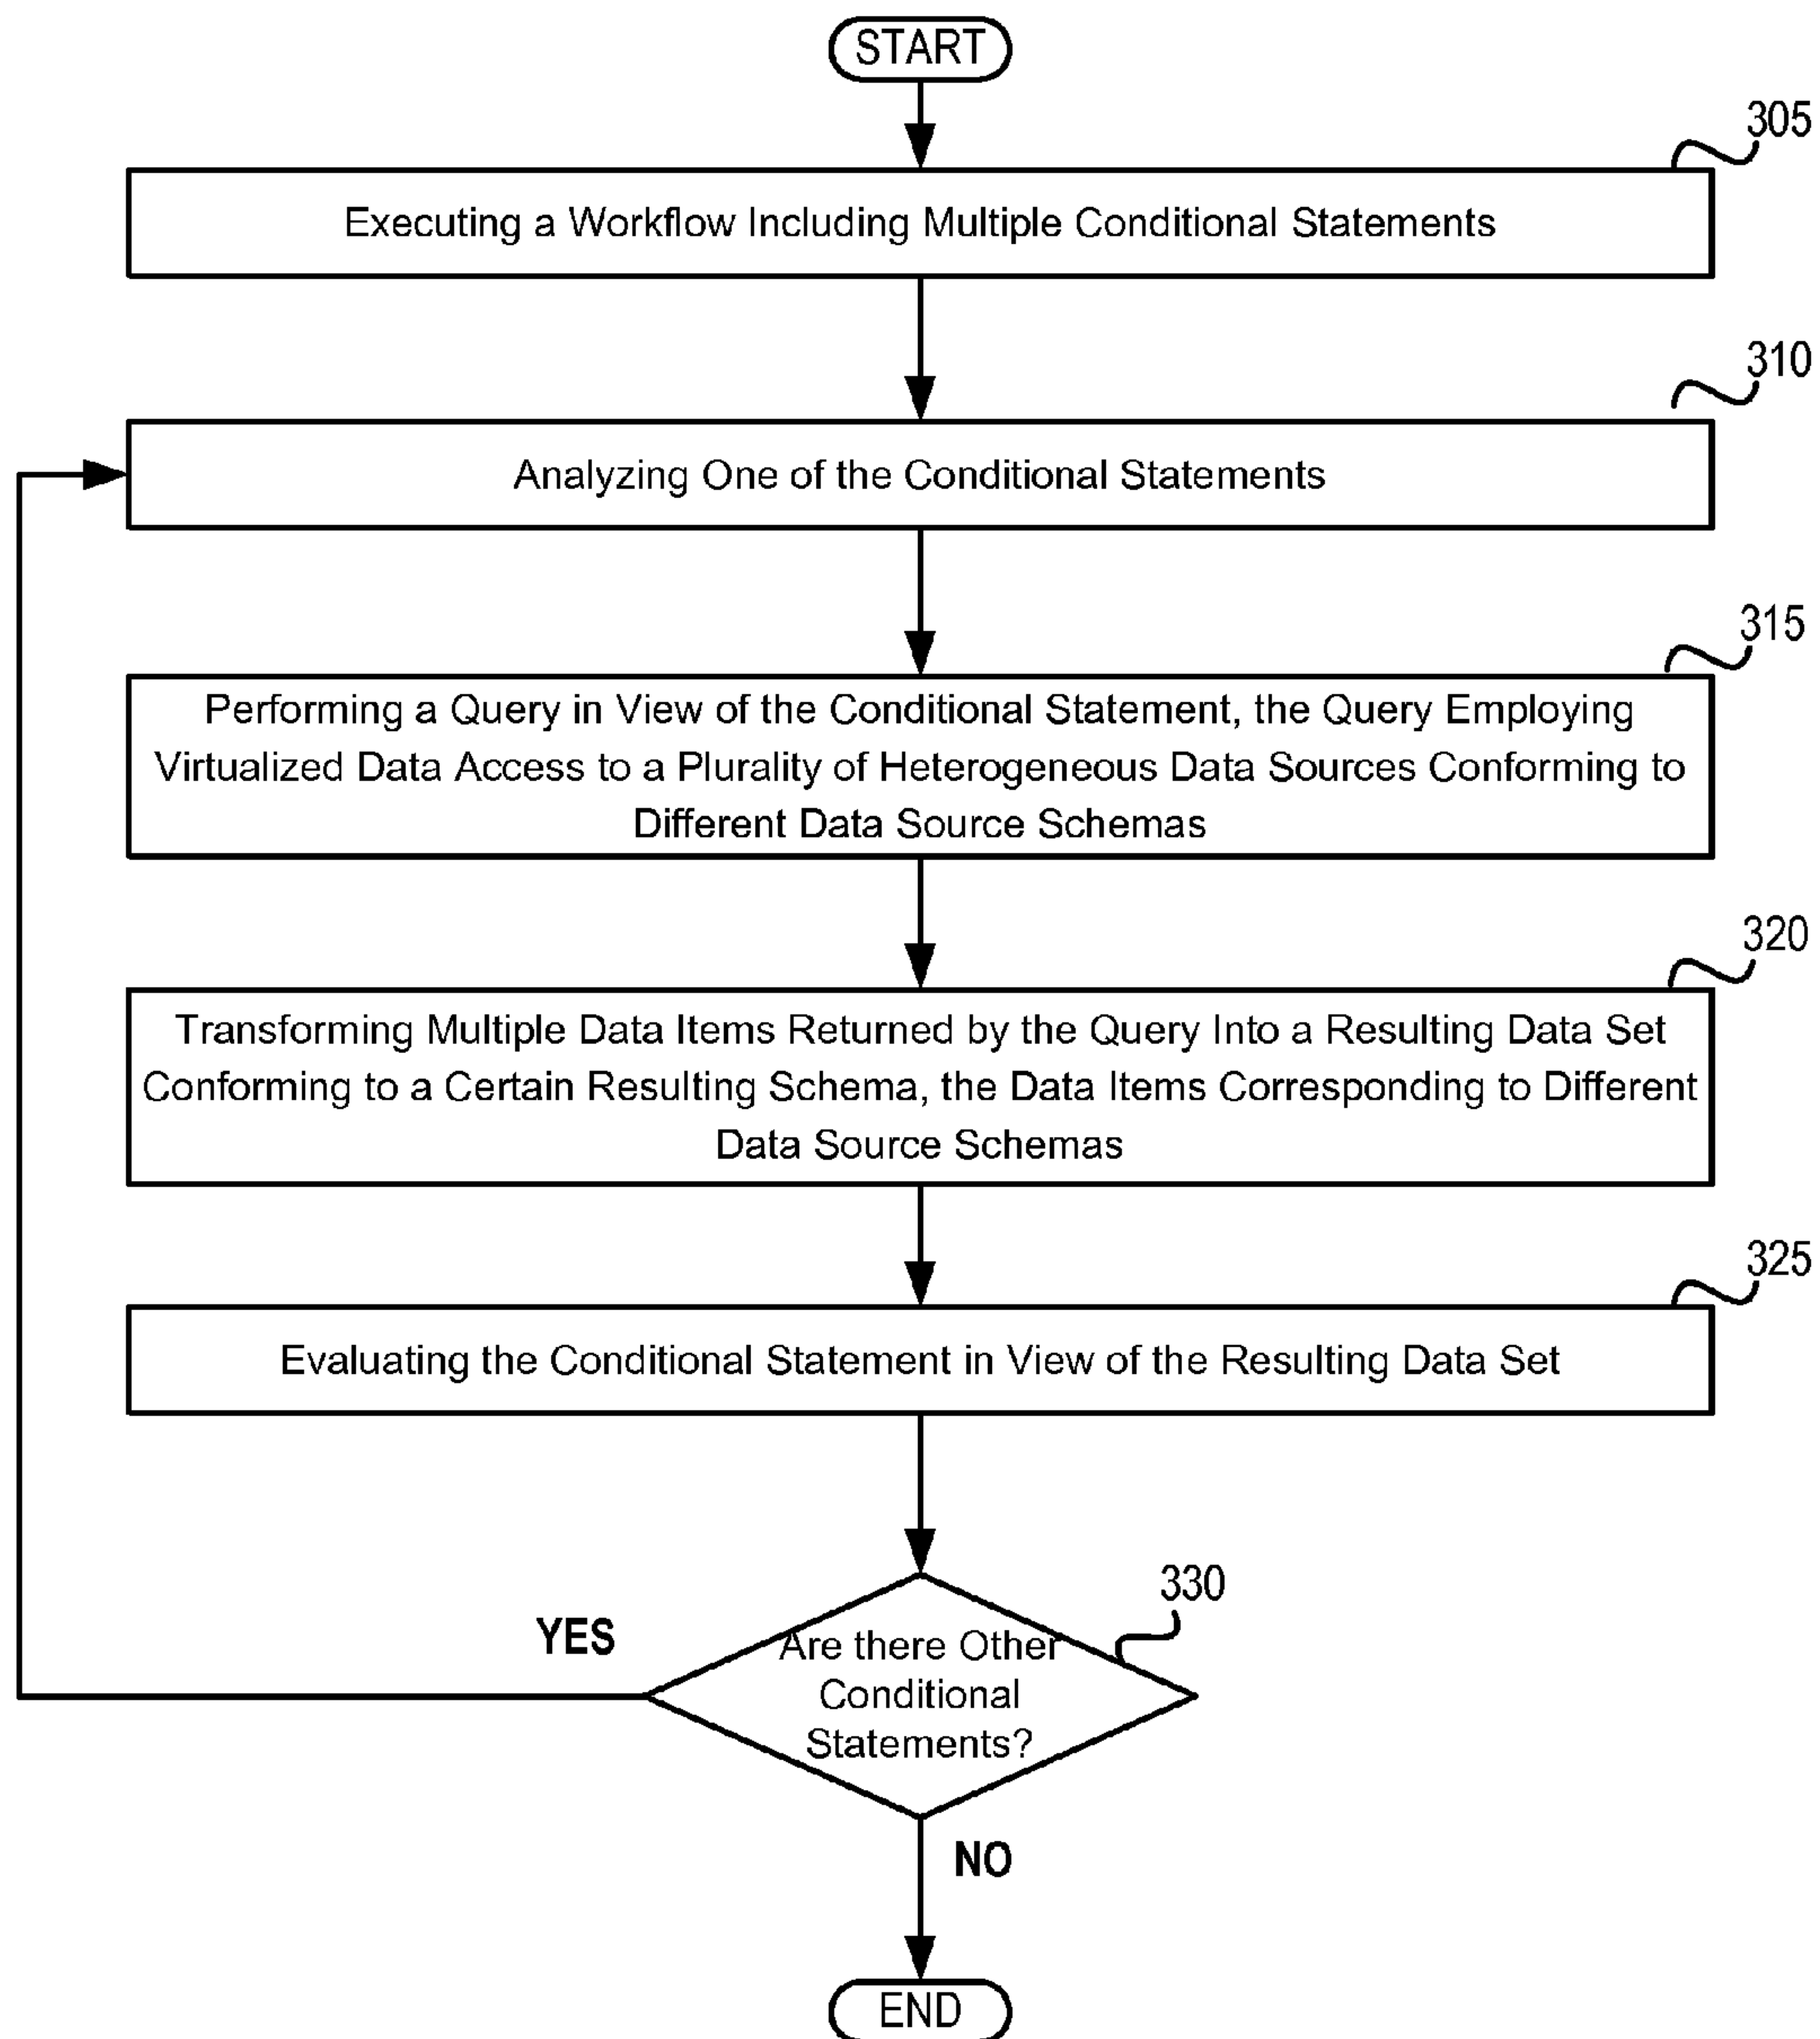 START
305
Executing a Workflow Including Multiple Conditional Statements
310
Analyzing One of the Conditional Statements
315
Performing a Query in View of the Conditional Statement, the Query Employing
Virtualized Data Access to a Plurality of Heterogeneous Data Sources Conforming to
Different Data Source Schemas
320
Transforming Multiple Data Items Returned by the Query Into a Resulting Data Set
Conforming to a Certain Resulting Schema, the Data Items Corresponding to Different
Data Source Schemas
325
Evaluating the Conditional Statement in View of the Resulting Data Set
330
YES
Are there Other
Conditional
Statements?
NO
END